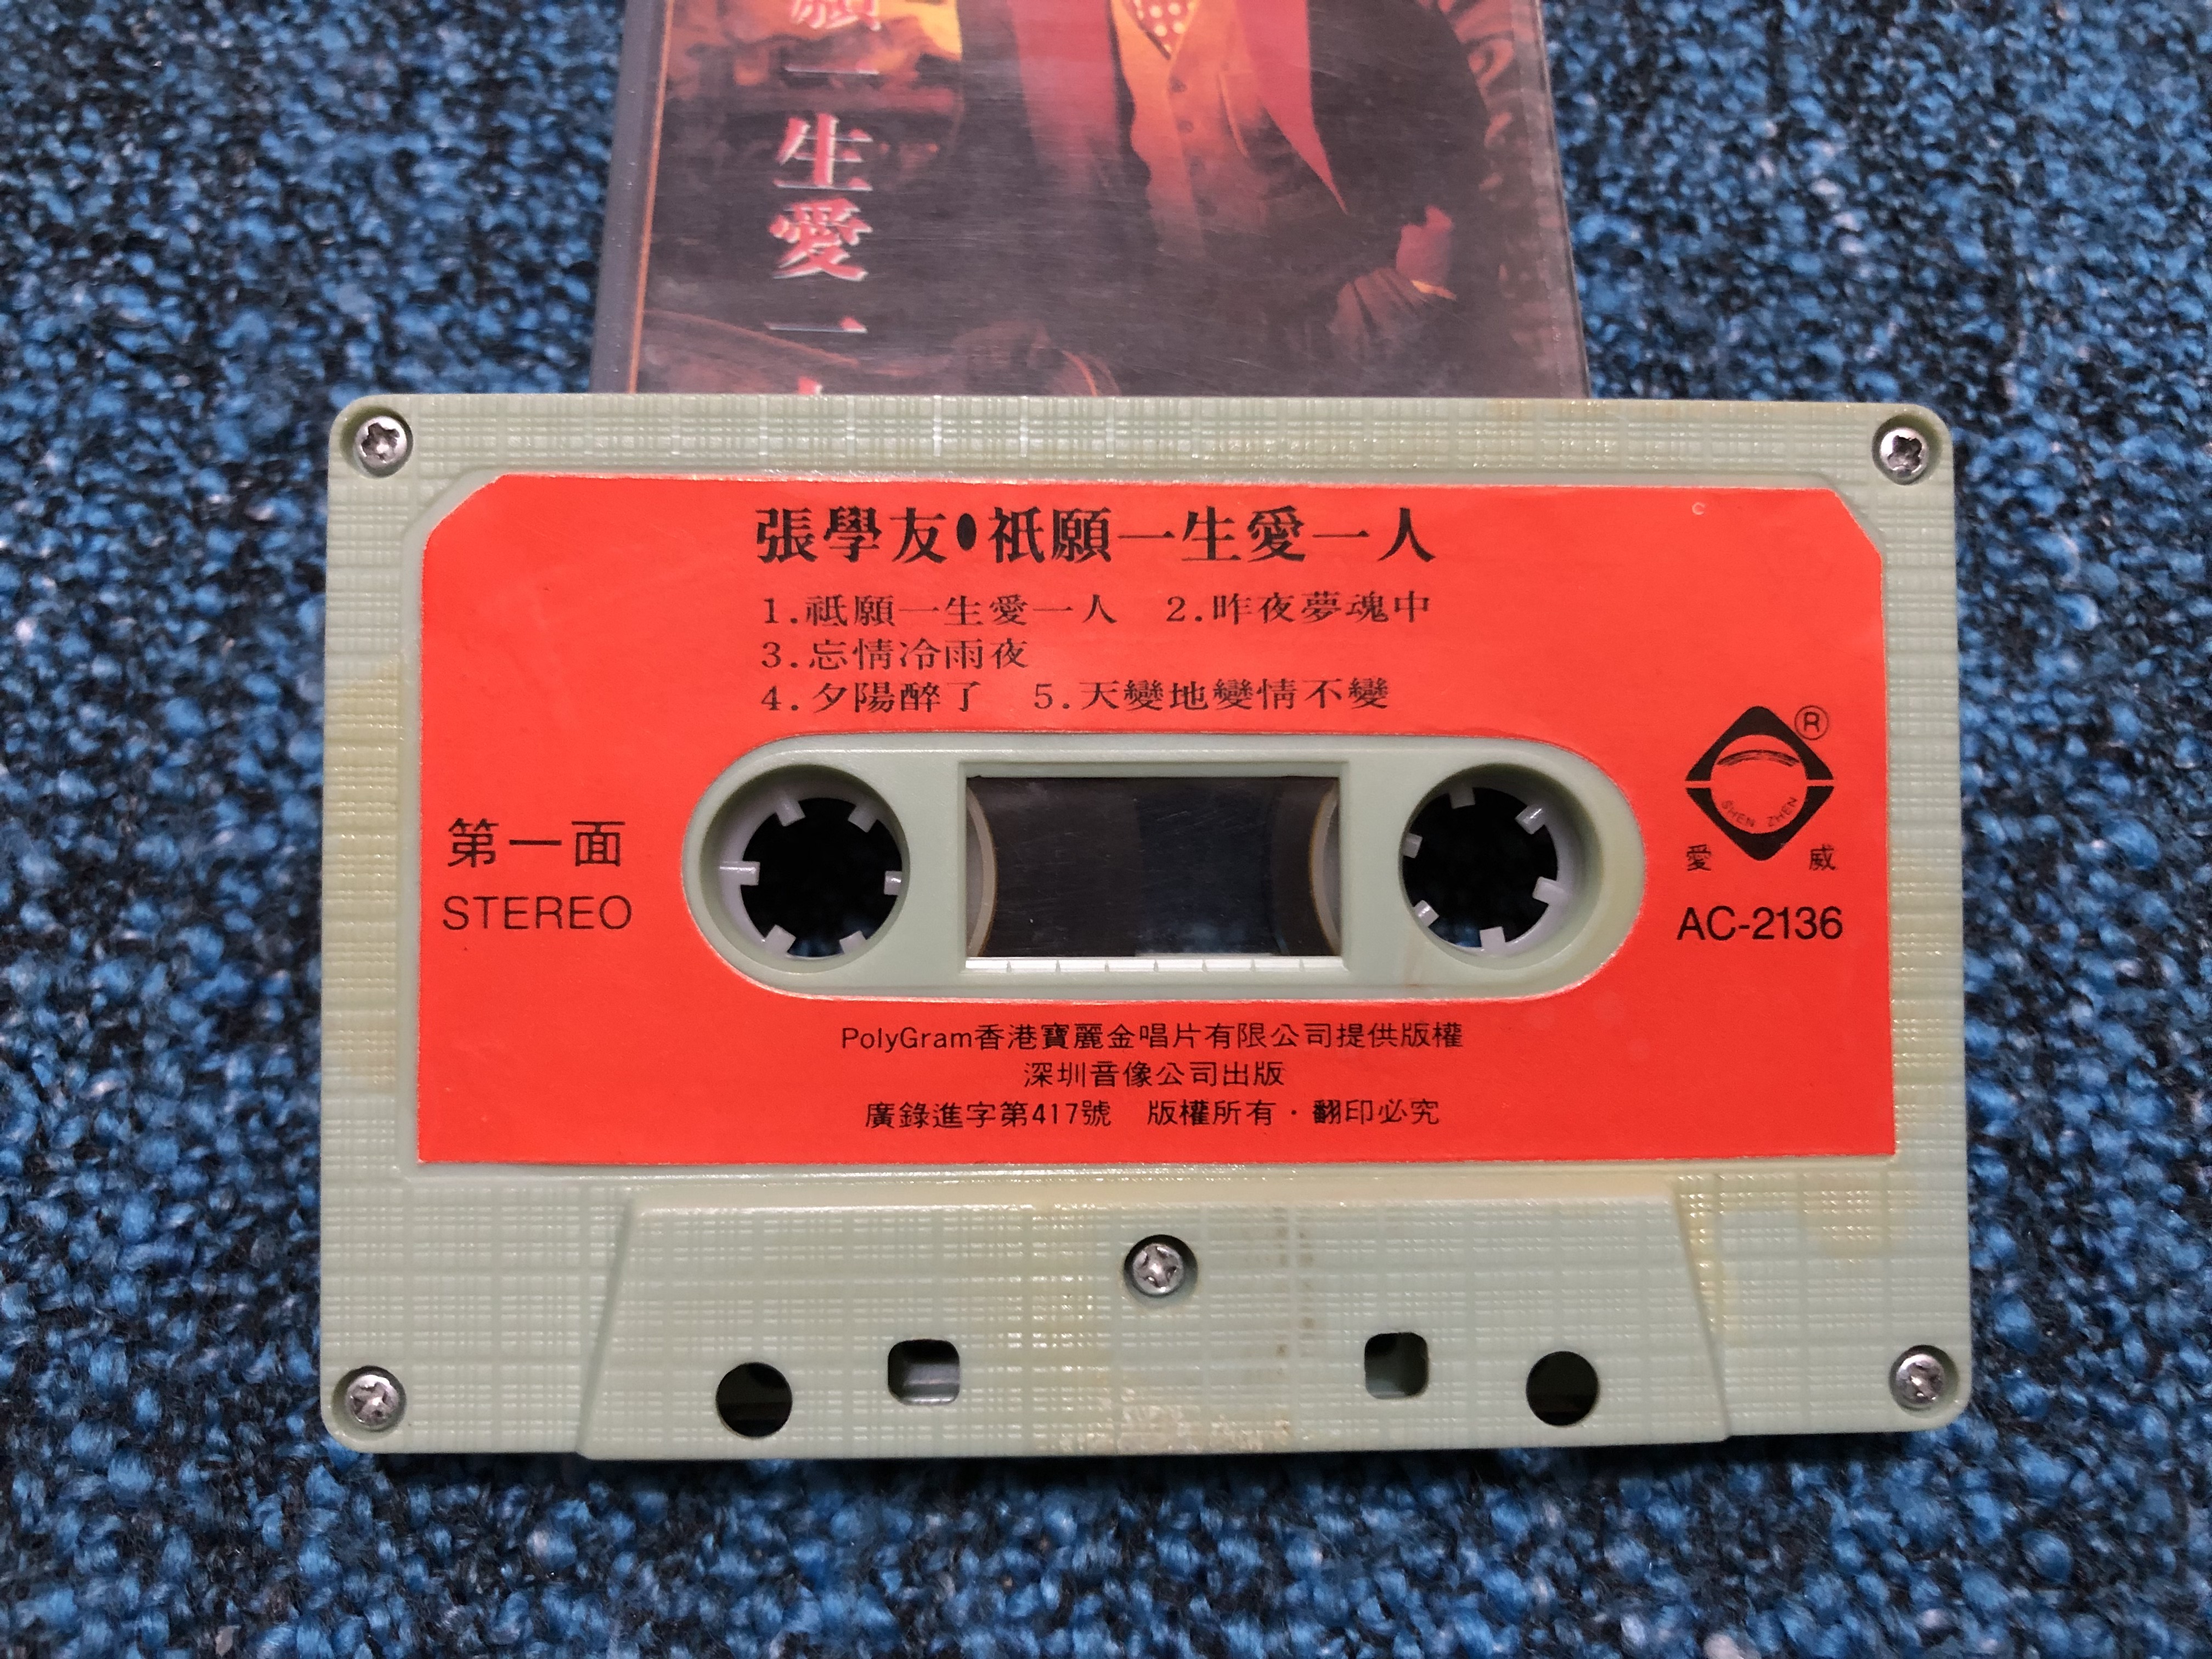 願
一
生
愛
一
張學友•祇願一生愛一人
1.祗願一生愛一人 2.昨夜夢魂中
3.忘情冷雨夜
4.夕陽醉了 5.天變地變情不變
®
SHEN ZHEN
愛 威
第一面
STEREO
AC-2136
PolyGram香港寶麗金唱片有限公司提供版權
深圳音像公司出版
廣錄進字第417號 版權所有·翻印必究